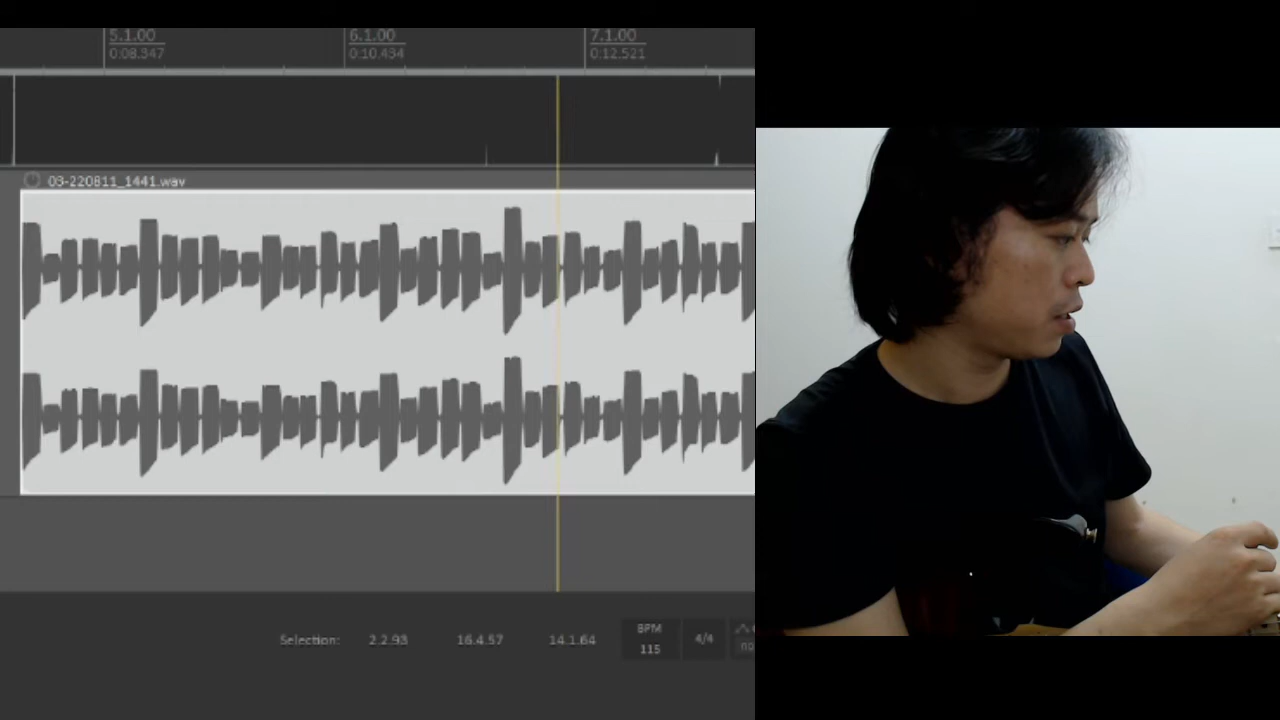 5.1.00 6.1.00 7.1.00
0:08.347 0:10.434 0:12.521
03-220811_1441.wav
Selection: 2.2.93 16.4.57 14.1.64
BPM 4/4
115
no